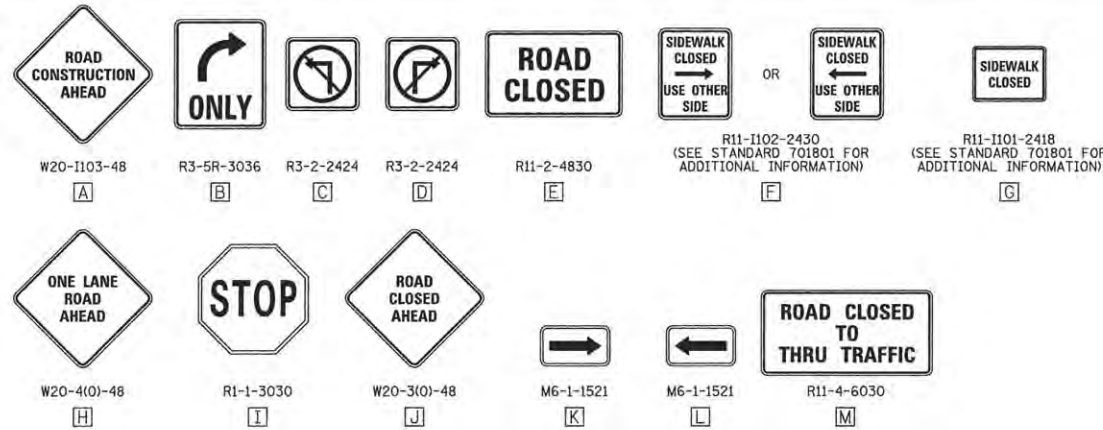 ROAD
CONSTRUCTION
AHEAD
W20-I103-48
A
ONLY
R3-5R-3036
B
R3-2-2424
C
R3-2-2424
D
ROAD
CLOSED
R11-2-4830
E
SIDEWALK
CLOSED
USE OTHER
SIDE
OR
SIDEWALK
CLOSED
USE OTHER
SIDE
R11-I102-2430
(SEE STANDARD 701801 FOR
ADDITIONAL INFORMATION)
F
SIDEWALK
CLOSED
R11-I101-2418
(SEE STANDARD 701801 FOR
ADDITIONAL INFORMATION)
G
ONE LANE
ROAD
AHEAD
W20-4(O)-48
H
STOP
R1-1-3030
I
ROAD
CLOSED
AHEAD
W20-3(O)-48
J
M6-1-1521
K
M6-1-1521
L
ROAD CLOSED
TO
THRU TRAFFIC
R11-4-6030
M